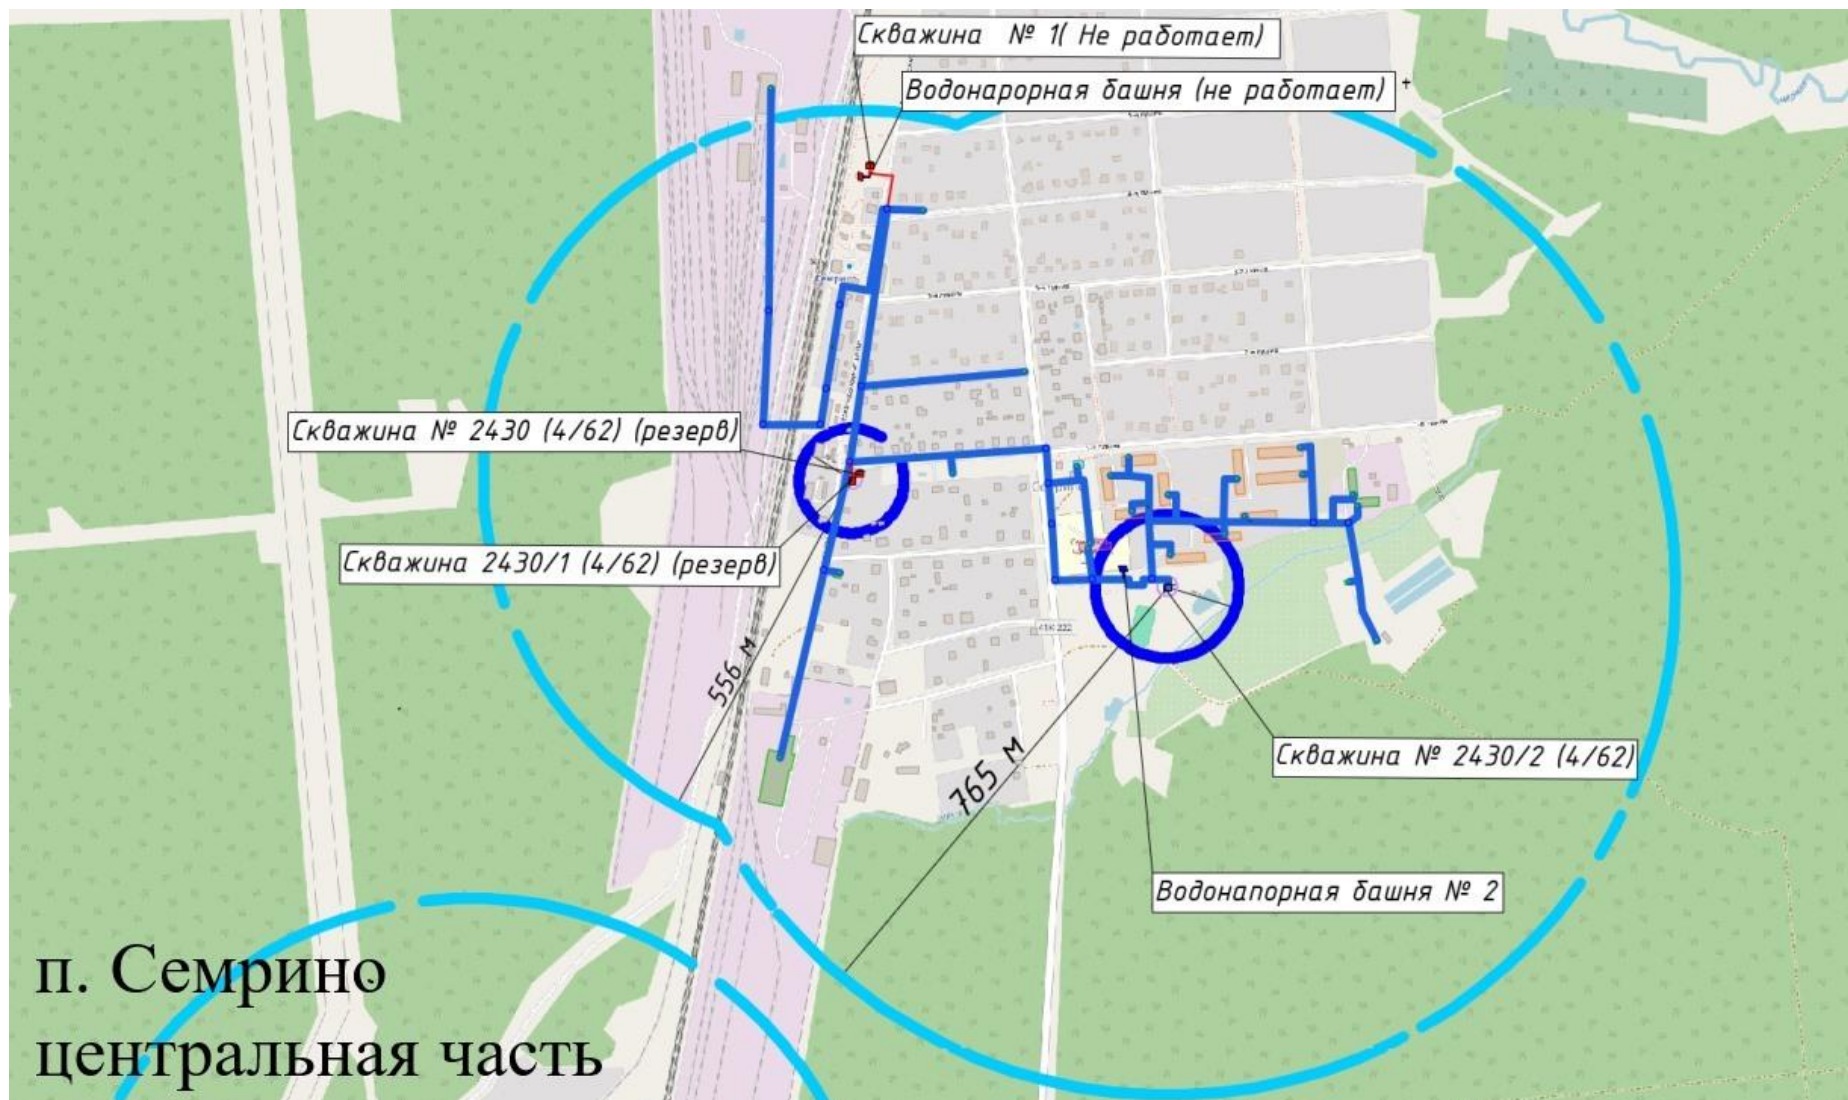 Скважина № 1( Не работает)
Водонарорная башня (не работает)
Скважина № 2430 (4/62) (резерв)
Скважина 2430/1 (4/62) (резерв)
556 м
765 м
Скважина № 2430/2 (4/62)
Водонапорная башня № 2
п. Семрино
центральная часть